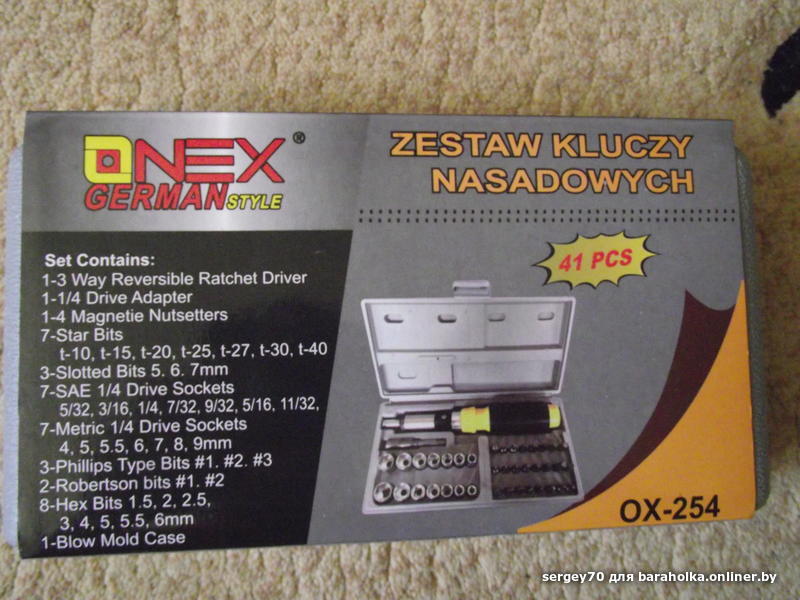 ONEX®
GERMAN STYLE
ZESTAW KLUCZY
NASADOWYCH
41 PCS
Set Contains:
1-3 Way Reversible Ratchet Driver
1-1/4 Drive Adapter
1-4 Magnetie Nutsetters
7-Star Bits
t-10, t-15, t-20, t-25, t-27, t-30, t-40
3-Slotted Bits 5. 6. 7mm
7-SAE 1/4 Drive Sockets
5/32, 3/16, 1/4, 7/32, 9/32, 5/16, 11/32,
7-Metric 1/4 Drive Sockets
4, 5, 5.5, 6, 7, 8, 9mm
3-Phillips Type Bits #1. #2. #3
2-Robertson bits #1. #2
8-Hex Bits 1.5, 2, 2.5,
3, 4, 5, 5.5, 6mm
1-Blow Mold Case
OX-254
sergey70 для baraholka.onliner.by